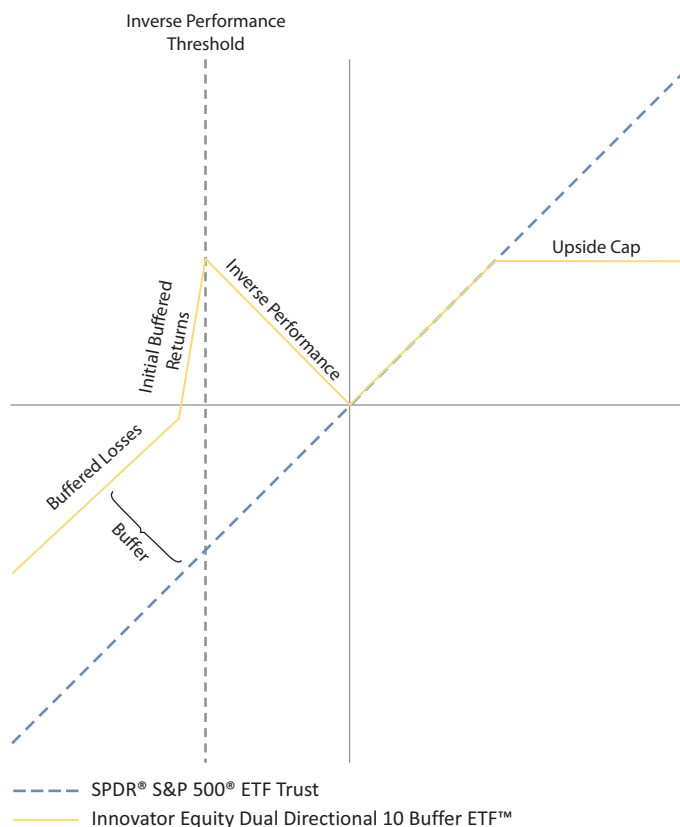 Inverse Performance
Threshold
Upside Cap
Inverse Performance
Initial Buffered
Returns
Buffered Losses
Buffer
SPDR® S&P 500® ETF Trust
Innovator Equity Dual Directional 10 Buffer ETF™